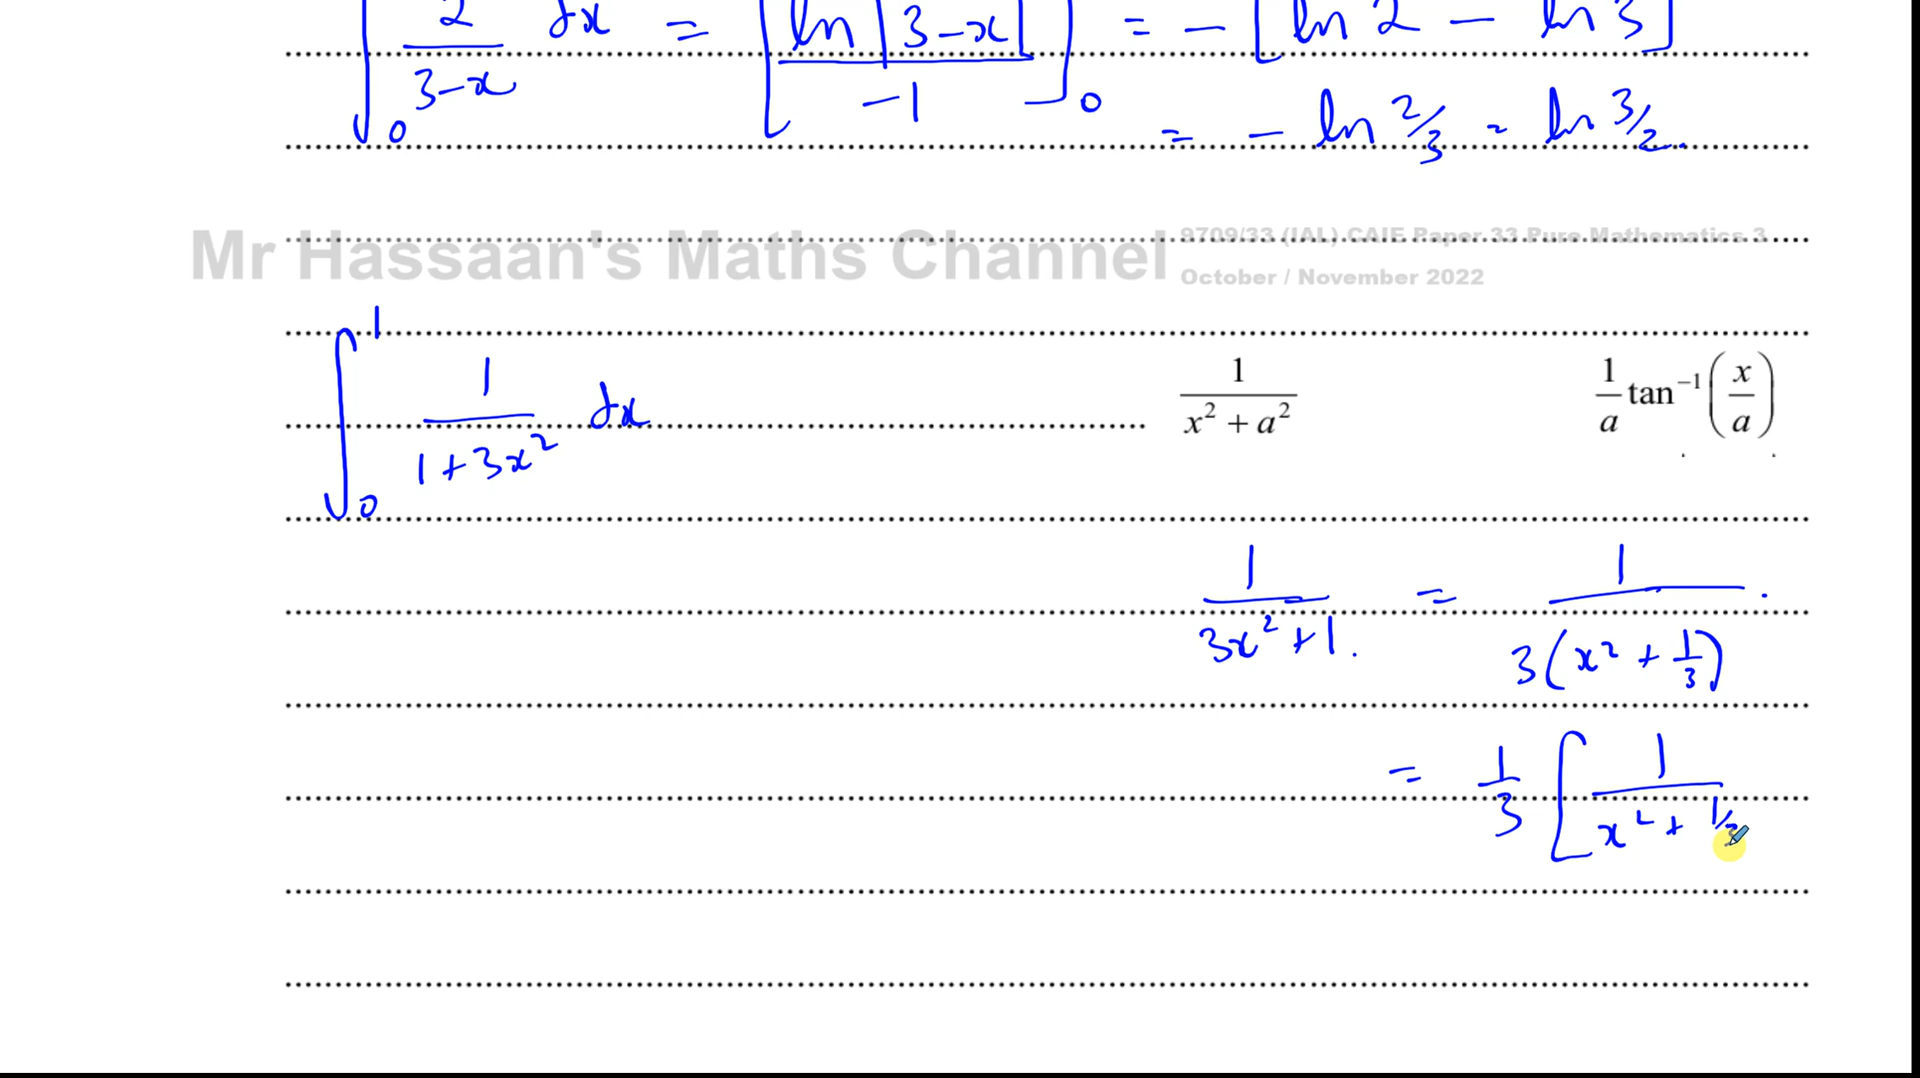 ∫₀ 2/(3-x) dx = [ln|3-x|/-1]₀ = -[ln 2 - ln 3]
= - ln 2/3 = ln 3/2.
Mr Hassaan's Maths Channel
9709/33 (IAL) CAIE Paper 33 Pure Mathematics 3
October / November 2022
∫₀¹ 1/(1+3x²) dx
1/(x² + a²) 1/a tan⁻¹(x/a)
1/(3x²+1). = 1/(3(x² + 1/3)).
= 1/3 [1/(x² + 1/3)